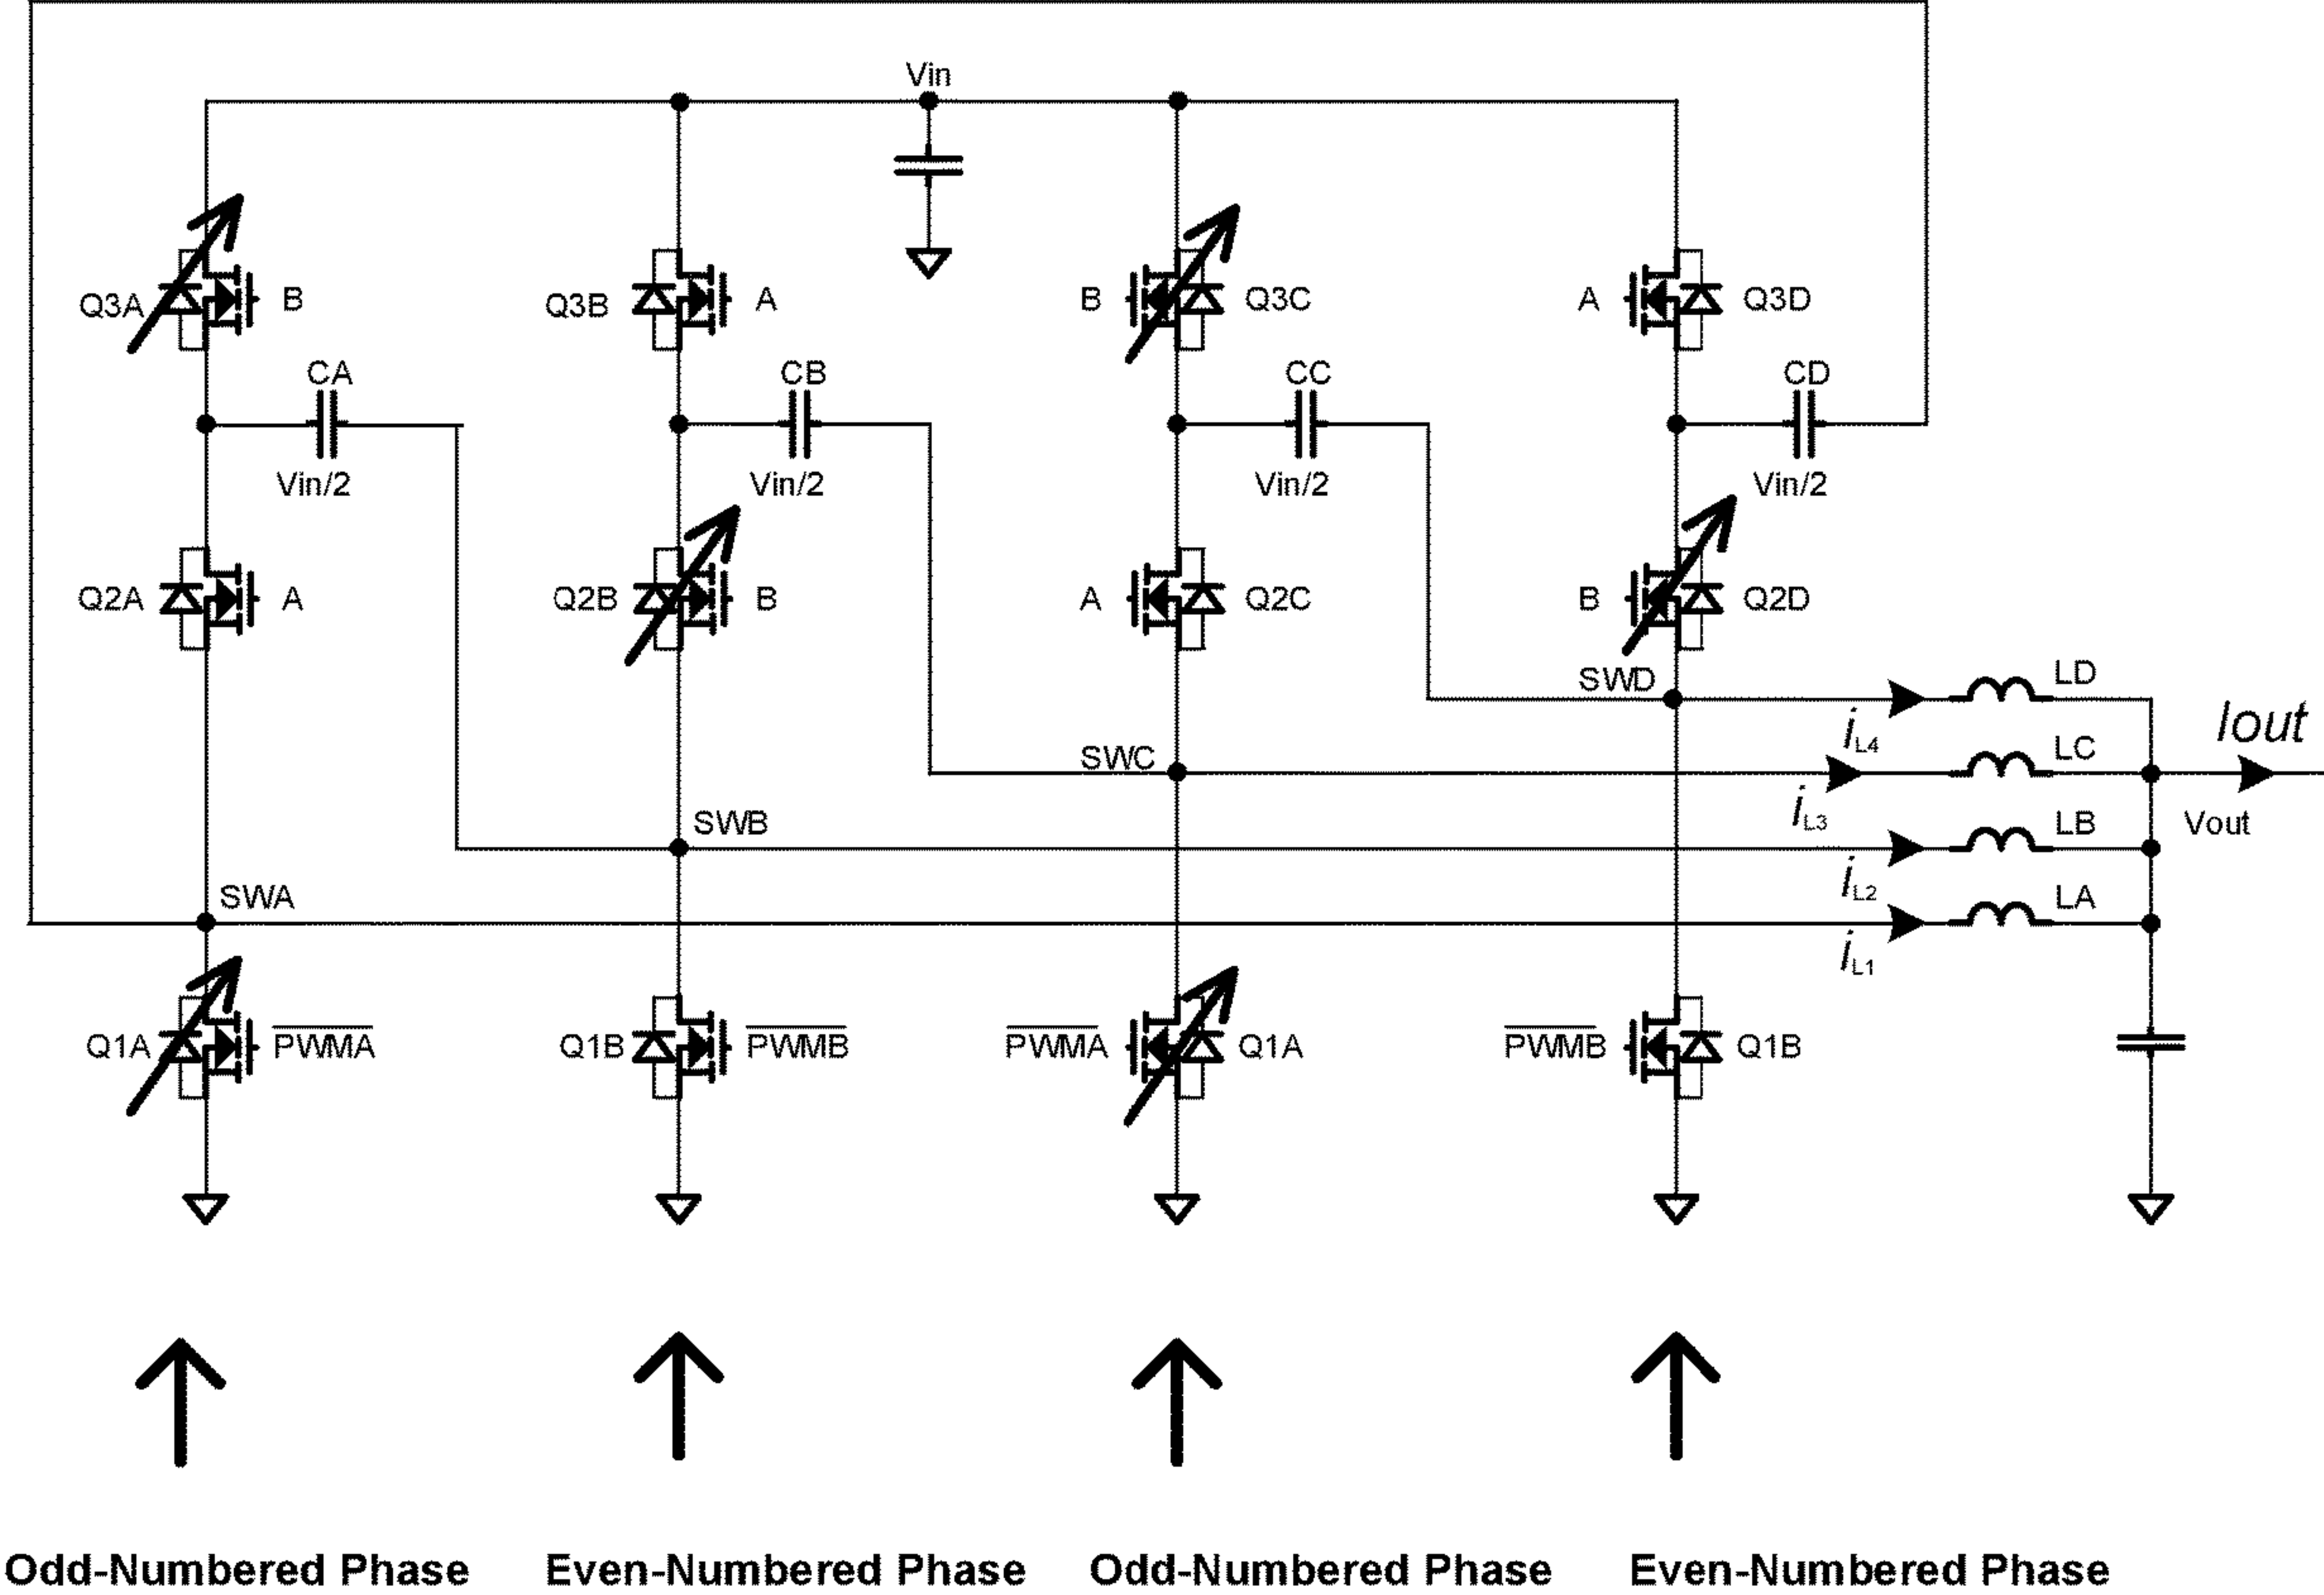 Vin
Q3A
B
Q3B
A
B
Q3C
A
Q3D
CA
CB
CC
CD
Vin/2
Vin/2
Vin/2
Vin/2
Q2A
A
Q2B
B
A
Q2C
B
Q2D
SWD
LD
iL4
Iout
SWC
LC
iL3
Vout
SWB
LB
iL2
SWA
LA
iL1
Q1A
PWMA
Q1B
PWMB
PWMA
Q1A
PWMB
Q1B
Odd-Numbered Phase
Even-Numbered Phase
Odd-Numbered Phase
Even-Numbered Phase